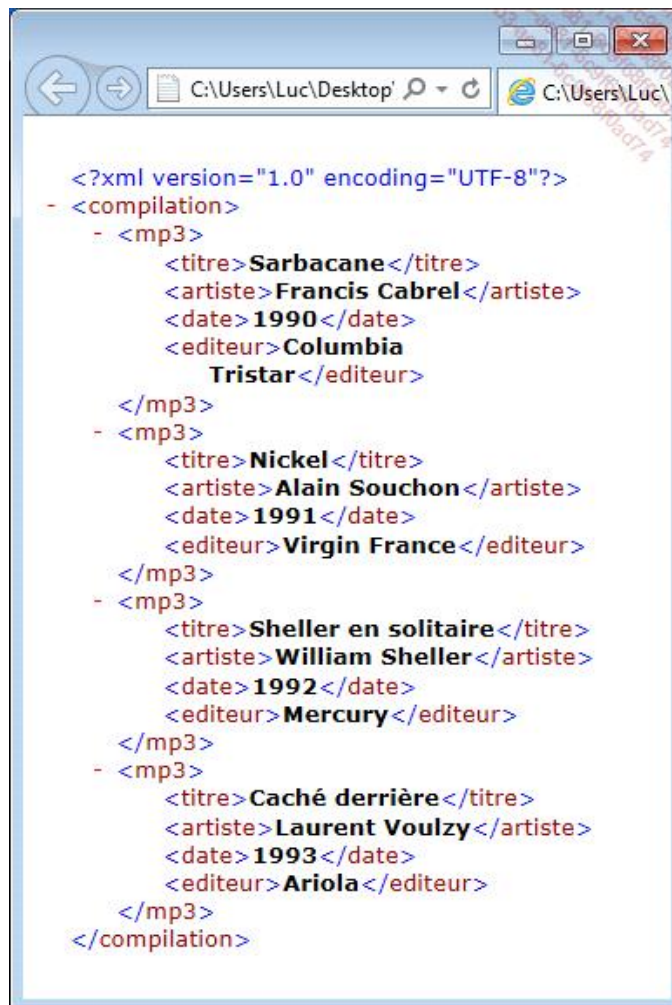 C:\Users\Luc\Desktop\
C:\Users\Luc\
<?xml version="1.0" encoding="UTF-8"?>
- <compilation>
- <mp3>
<titre>Sarbacane</titre>
<artiste>Francis Cabrel</artiste>
<date>1990</date>
<editeur>Columbia
Tristar</editeur>
</mp3>
- <mp3>
<titre>Nickel</titre>
<artiste>Alain Souchon</artiste>
<date>1991</date>
<editeur>Virgin France</editeur>
</mp3>
- <mp3>
<titre>Sheller en solitaire</titre>
<artiste>William Sheller</artiste>
<date>1992</date>
<editeur>Mercury</editeur>
</mp3>
- <mp3>
<titre>Caché derrière</titre>
<artiste>Laurent Voulzy</artiste>
<date>1993</date>
<editeur>Ariola</editeur>
</mp3>
</compilation>